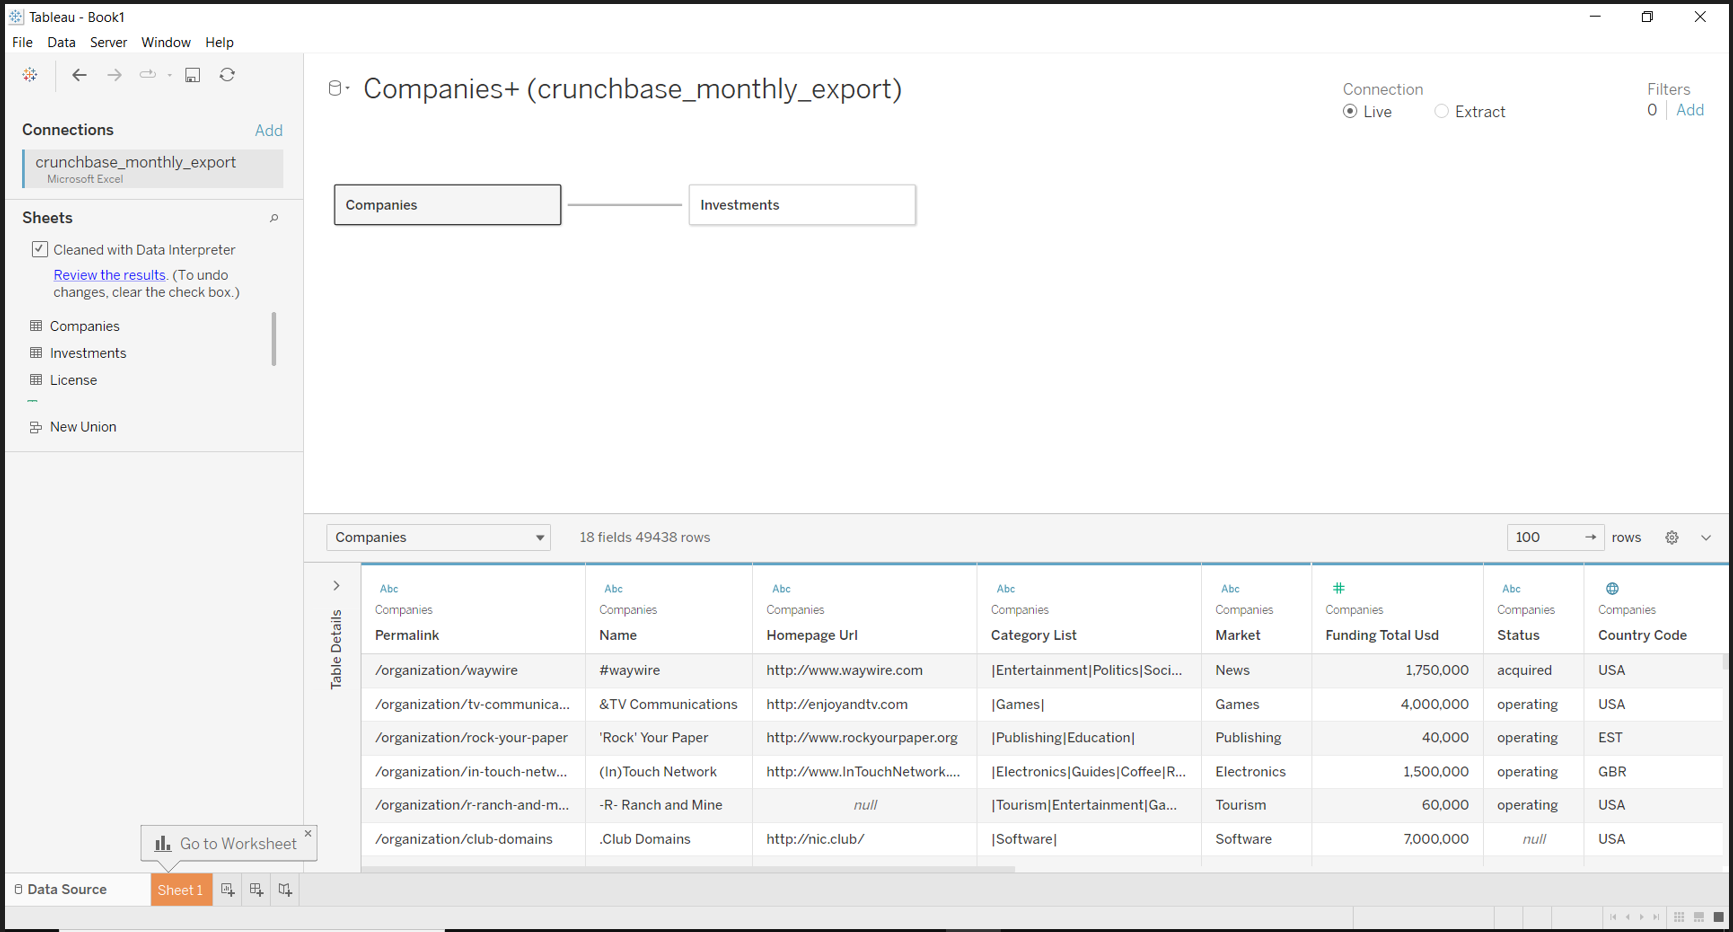 Tableau - Book1
File Data Server Window Help
Connections Add
crunchbase_monthly_export
Microsoft Excel
Sheets
Cleaned with Data Interpreter
Review the results. (To undo
changes, clear the check box.)
Companies
Investments
License
New Union
Companies+ (crunchbase_monthly_export)
Connection
Live Extract
Filters
0 Add
Companies Investments
Companies 18 fields 49438 rows 100 rows
Table Details
Abc Abc Abc Abc Abc # Abc
Companies Companies Companies Companies Companies Companies Companies Companies
Permalink Name Homepage Url Category List Market Funding Total Usd Status Country Code
/organization/waywire #waywire http://www.waywire.com |Entertainment|Politics|Soci... News 1,750,000 acquired USA
/organization/tv-communica... &TV Communications http://enjoyandtv.com |Games| Games 4,000,000 operating USA
/organization/rock-your-paper 'Rock' Your Paper http://www.rockyourpaper.org |Publishing|Education| Publishing 40,000 operating EST
/organization/in-touch-netw... (In)Touch Network http://www.InTouchNetwork.... |Electronics|Guides|Coffee|R... Electronics 1,500,000 operating GBR
/organization/r-ranch-and-m... -R- Ranch and Mine null |Tourism|Entertainment|Ga... Tourism 60,000 operating USA
/organization/club-domains .Club Domains http://nic.club/ |Software| Software 7,000,000 null USA
Go to Worksheet
Data Source Sheet 1